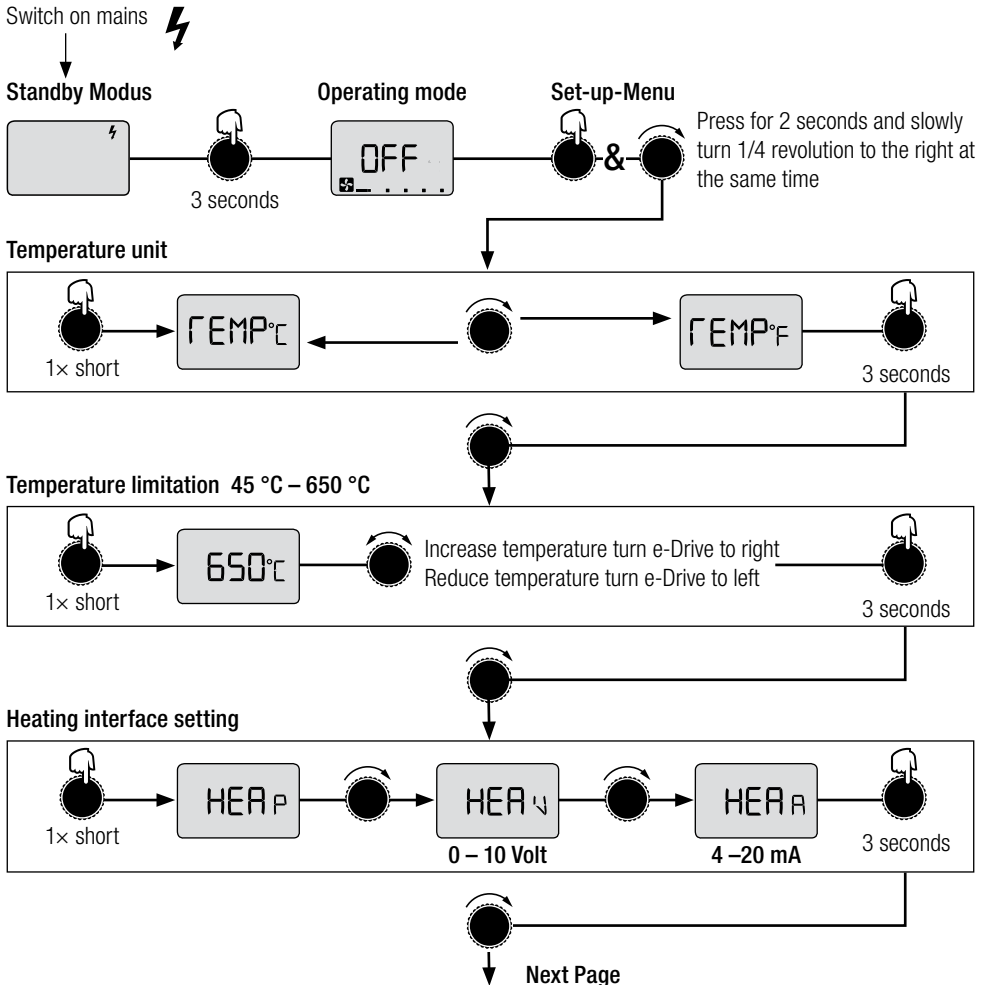 Switch on mains
Standby Modus
Operating mode
Set-up-Menu
3 seconds
OFF
&
Press for 2 seconds and slowly
turn 1/4 revolution to the right at
the same time
Temperature unit
1× short
TEMP°C
TEMP°F
3 seconds
Temperature limitation 45 °C – 650 °C
1× short
650°C
Increase temperature turn e-Drive to right
Reduce temperature turn e-Drive to left
3 seconds
Heating interface setting
1× short
HEA P
HEA V
0 – 10 Volt
HEA A
4 –20 mA
3 seconds
Next Page